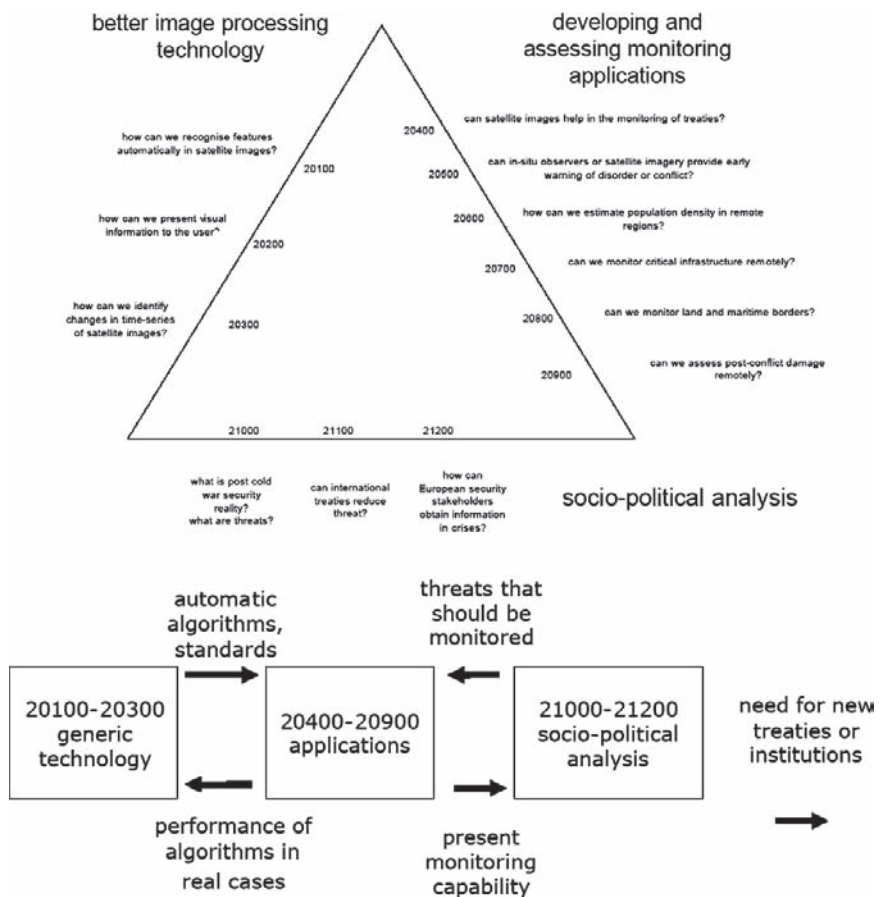 better image processing
technology
developing and
assessing monitoring
applications
how can we recognise features
automatically in satellite images?
20100
how can we present visual
information to the user^
20200
how can we identify
changes in time-series
of satellite images?
20300
20400
can satellite images help in the monitoring of treaties?
20500
can in-situ observers or satellite imagery provide early
warning of disorder or conflict?
20600
how can we estimate population density in remote
regions?
20700
can we monitor critical infrastructure remotely?
20800
can we monitor land and maritime borders?
20900
can we assess post-conflict damage
remotely?
21000
21100
21200
what is post cold
war security
reality?
what are threats?
can international
treaties reduce
threat?
how can
European security
stakeholders
obtain information
in crises?
socio-political analysis
automatic
algorithms,
standards
threats that
should be
monitored
20100-20300
generic
technology
20400-20900
applications
21000-21200
socio-political
analysis
need for new
treaties or
institutions
performance of
algorithms in
real cases
present
monitoring
capability